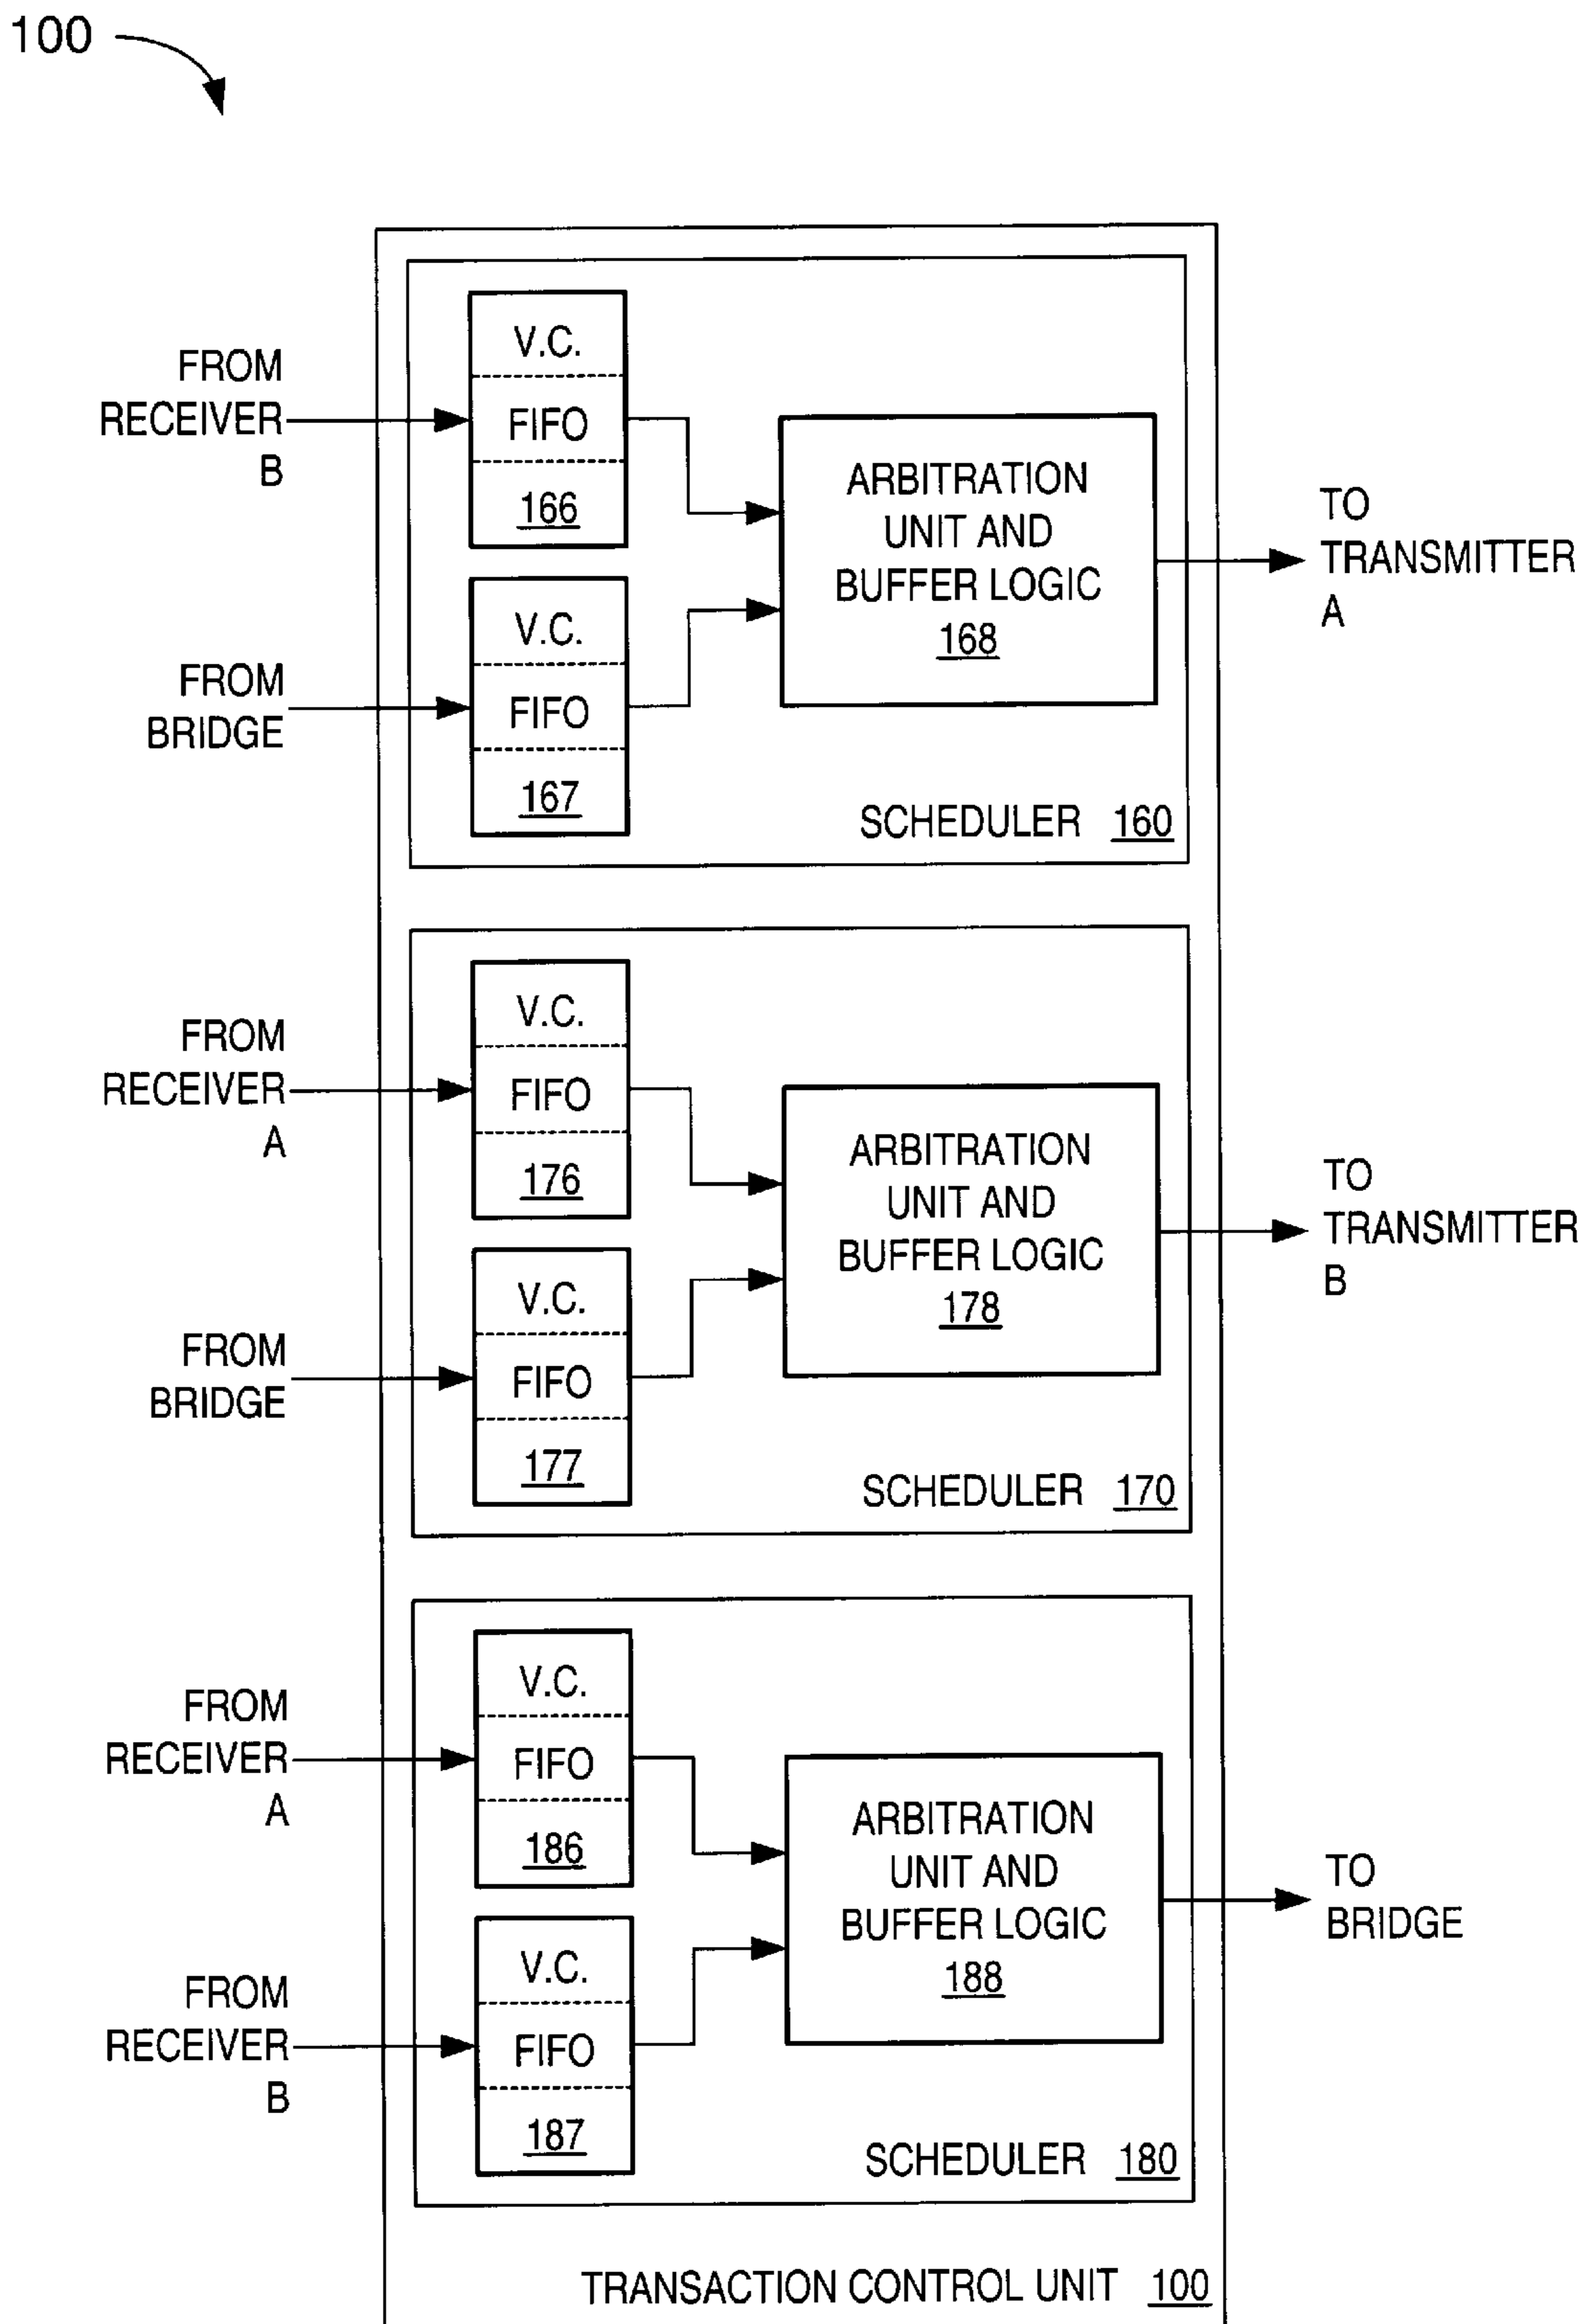 100
FROM
RECEIVER
B
V.C.
FIFO
166
ARBITRATION
UNIT AND
BUFFER LOGIC
168
TO
TRANSMITTER
A
FROM
BRIDGE
V.C.
FIFO
167
SCHEDULER 160
FROM
RECEIVER
A
V.C.
FIFO
176
ARBITRATION
UNIT AND
BUFFER LOGIC
178
TO
TRANSMITTER
B
FROM
BRIDGE
V.C.
FIFO
177
SCHEDULER 170
FROM
RECEIVER
A
V.C.
FIFO
186
ARBITRATION
UNIT AND
BUFFER LOGIC
188
TO
BRIDGE
FROM
RECEIVER
B
V.C.
FIFO
187
SCHEDULER 180
TRANSACTION CONTROL UNIT 100